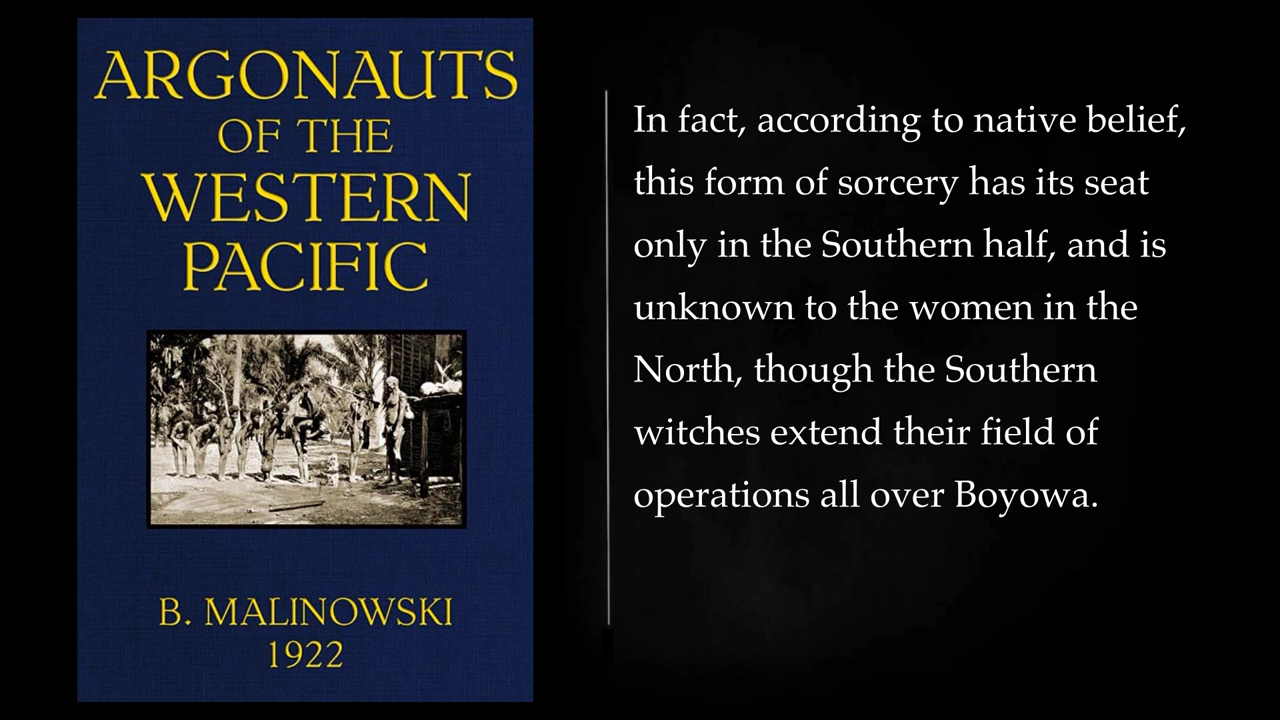 ARGONAUTS
OF THE
WESTERN
PACIFIC
B. MALINOWSKI
1922
In fact, according to native belief,
this form of sorcery has its seat
only in the Southern half, and is
unknown to the women in the
North, though the Southern
witches extend their field of
operations all over Boyowa.